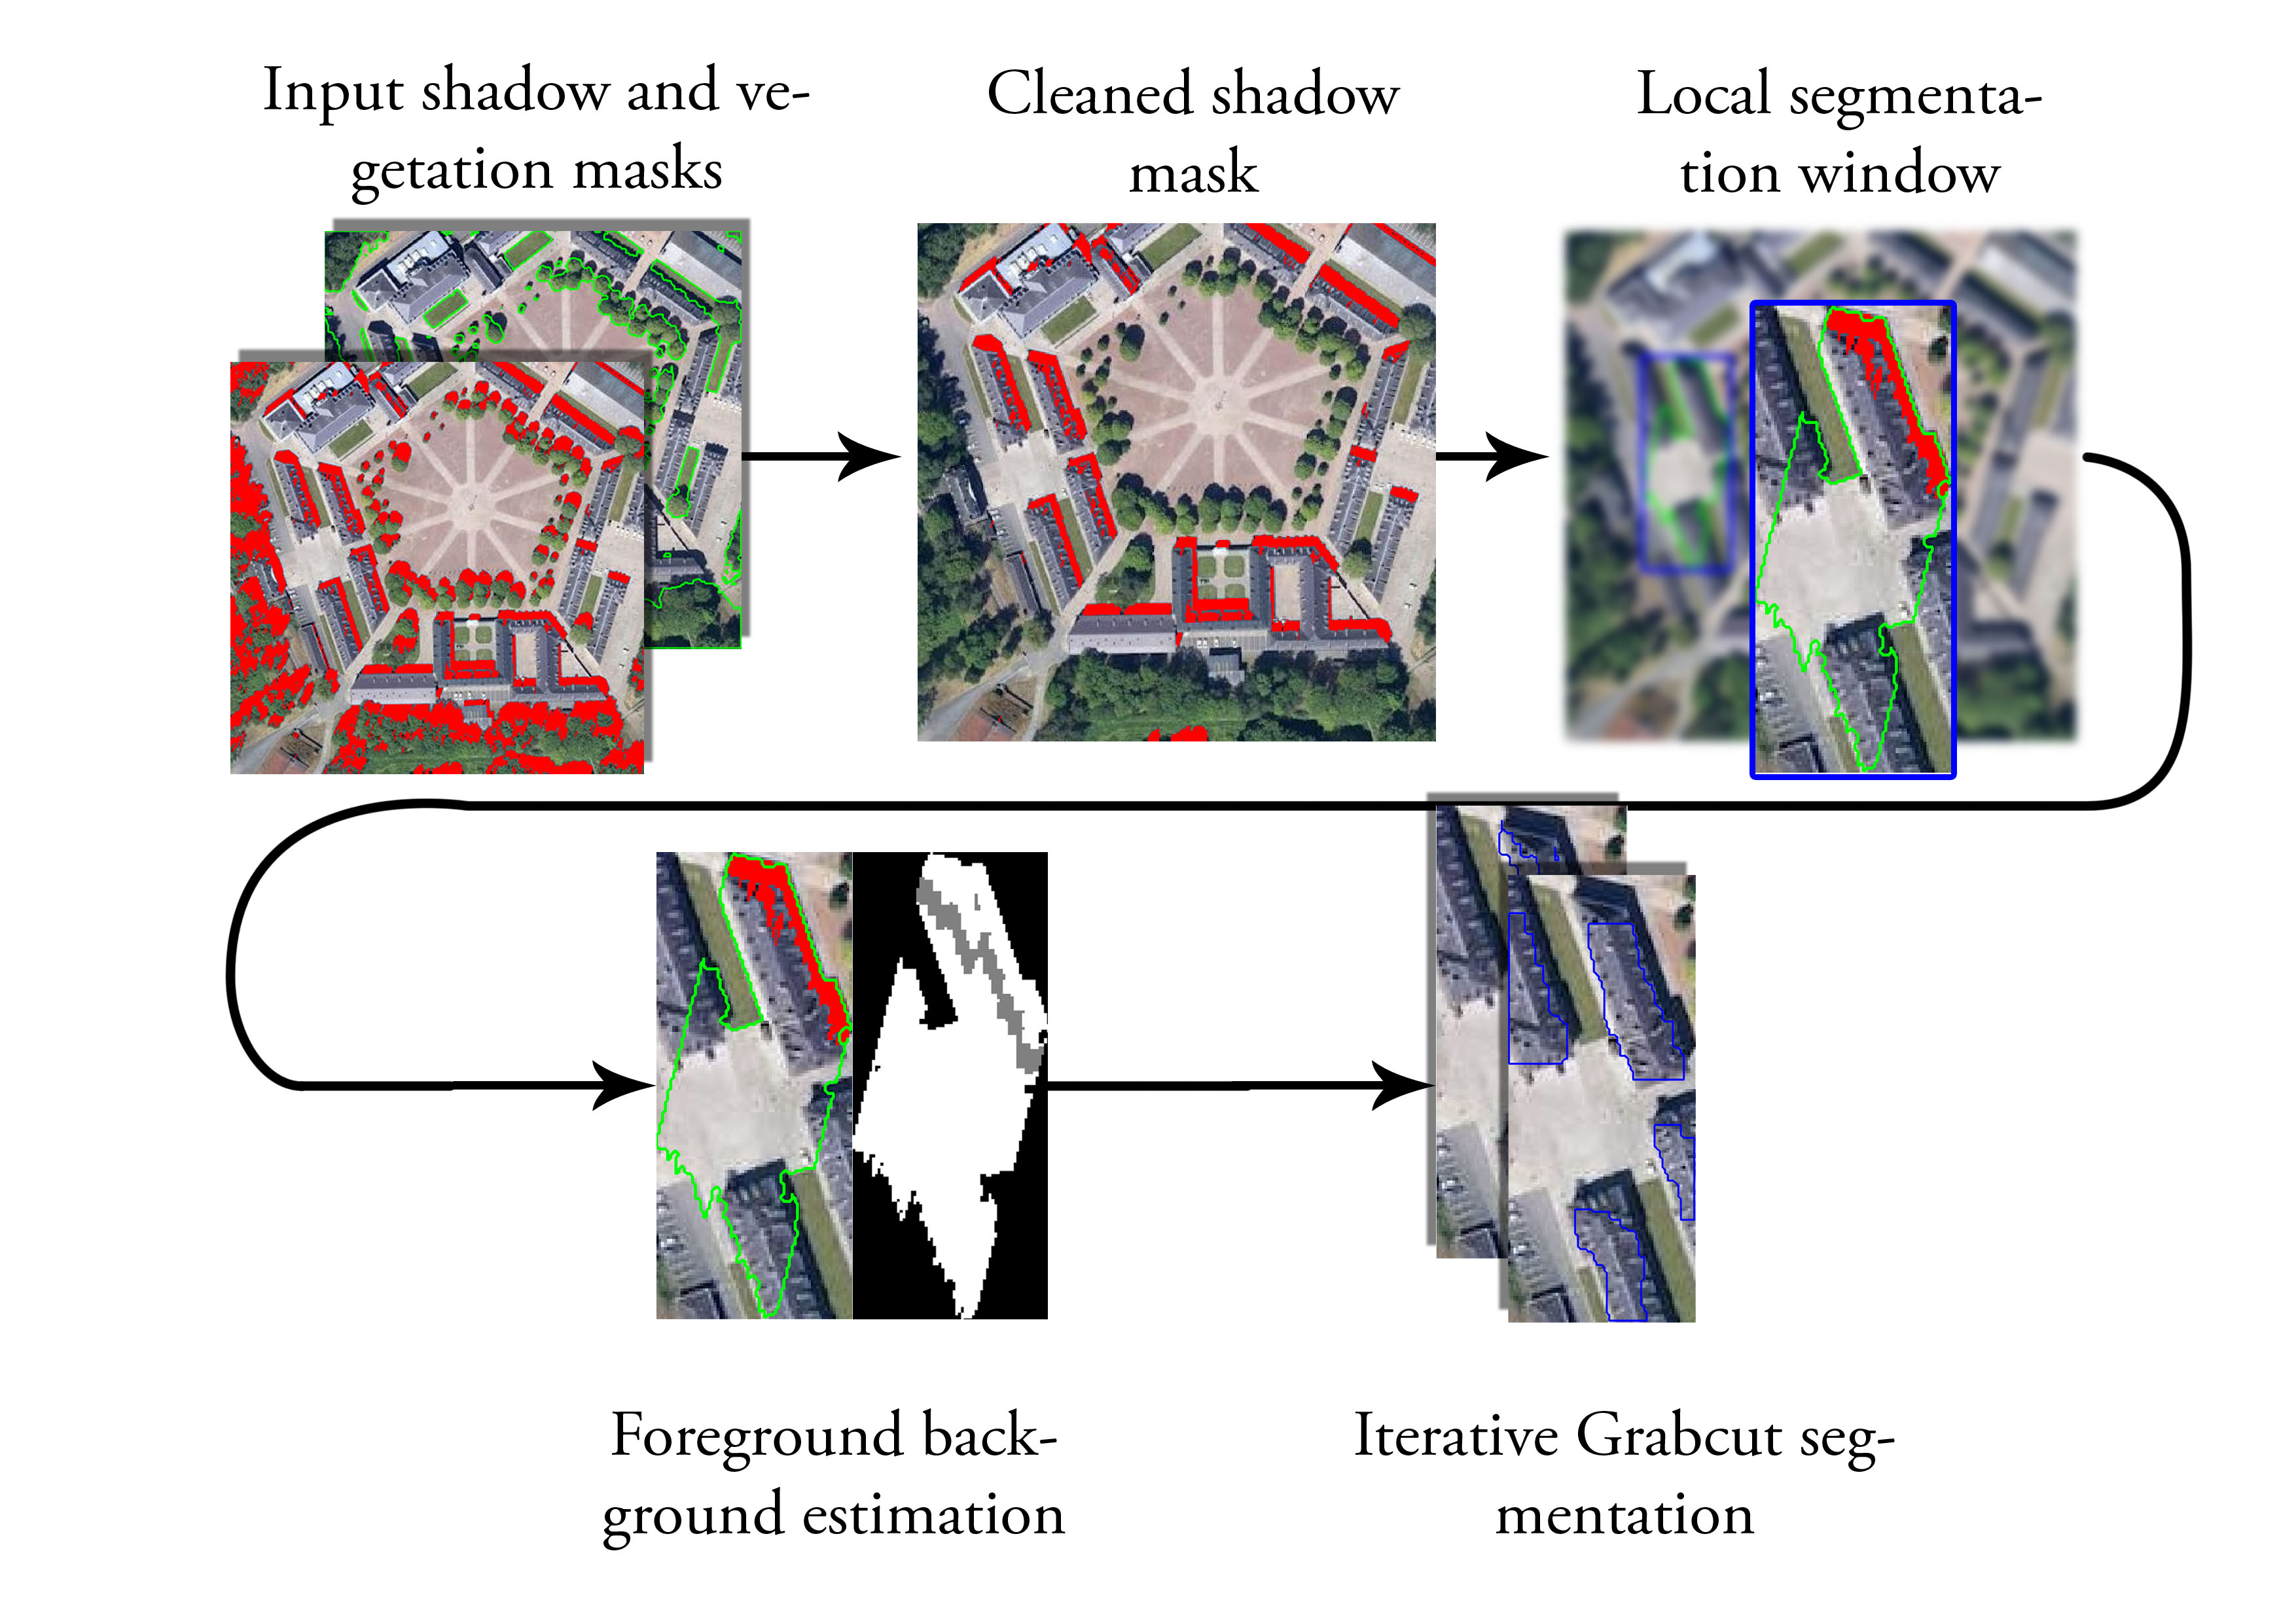 Input shadow and ve-
getation masks
Cleaned shadow
mask
Local segmenta-
tion window
Foreground back-
ground estimation
Iterative Grabcut seg-
mentation